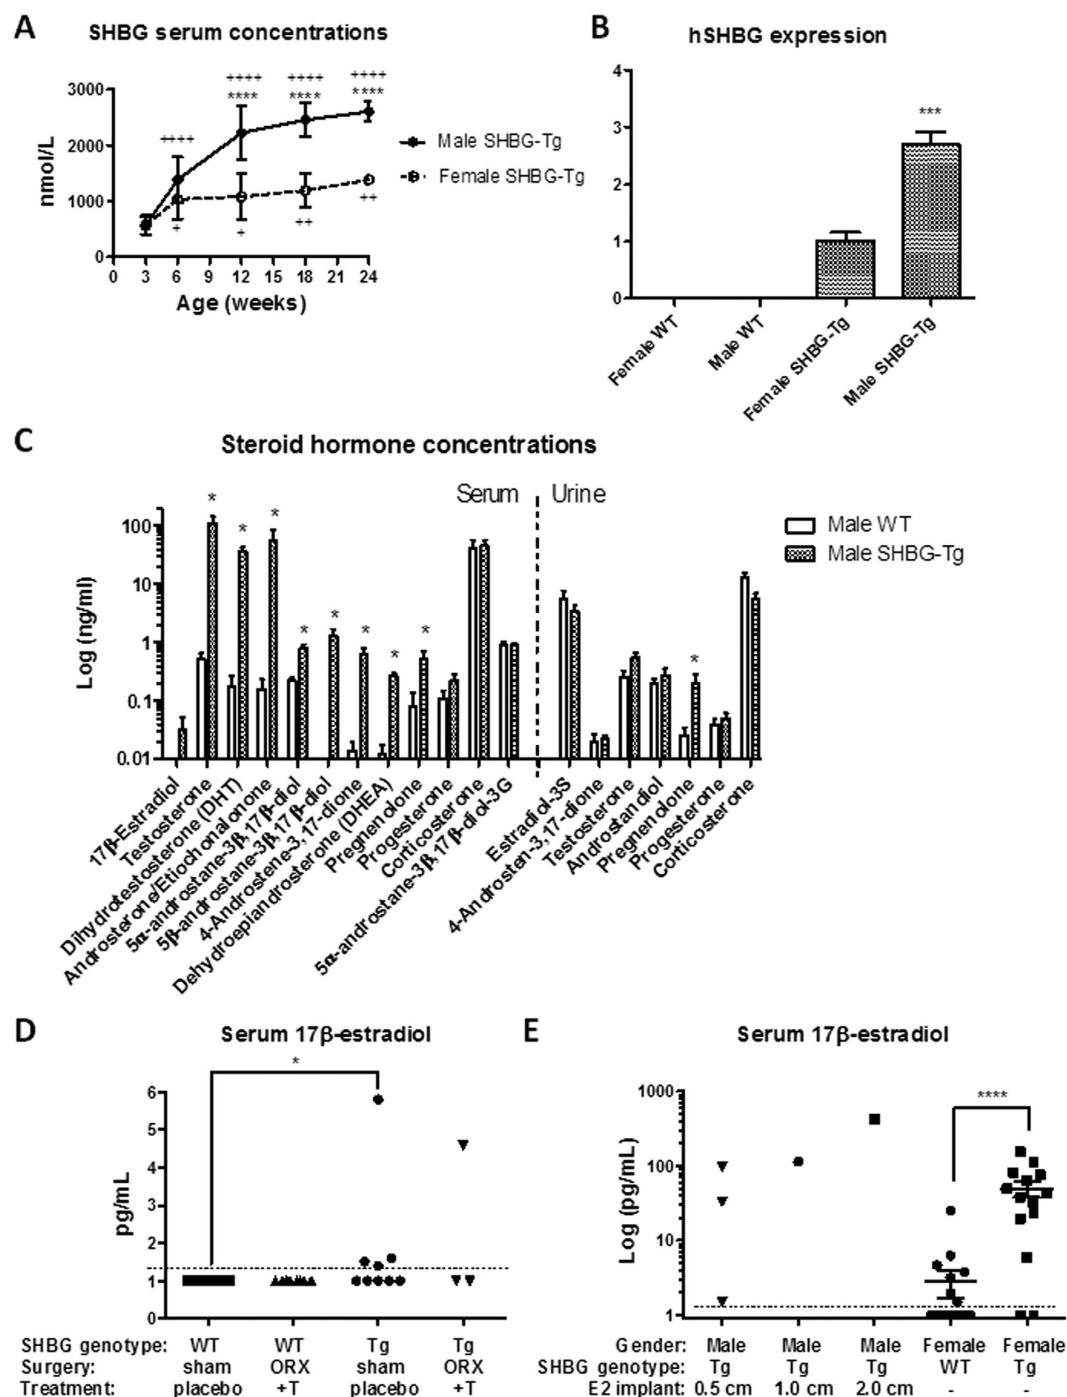 A
SHBG serum concentrations
++++
++++
++++
****
****
****
++++
3000
2000
1000
0
nmol/L
+
+
++
++
0 3 6 9 12 15 18 21 24
Age (weeks)
Male SHBG-Tg
Female SHBG-Tg
B
hSHBG expression
4
3
2
1
0
***
Female WT
Male WT
Female SHBG-Tg
Male SHBG-Tg
C
Steroid hormone concentrations
Serum
Urine
Male WT
Male SHBG-Tg
Log (ng/ml)
100
10
1
0.1
0.01
* * * * * * * * *
17β-Estradiol
Testosterone
Dihydrotestosterone (DHT)
Androsterone/Etiochonalonone
5α-androstane-3β,17β-diol
5β-androstane-3β,17β-diol
4-Androstene-3,17-dione
Dehydroepiandrosterone (DHEA)
Pregnenolone
Progesterone
Corticosterone
5α-androstane-3β,17β-diol-3G
Estradiol-3S
4-Androsten-3,17-dione
Testosterone
Androstandiol
Pregnenolone
Progesterone
Corticosterone
D
Serum 17β-estradiol
*
pg/mL
6
5
4
3
2
1
0
SHBG genotype: WT WT Tg Tg
Surgery: sham ORX sham ORX
Treatment: placebo +T placebo +T
E
Serum 17β-estradiol
****
Log (pg/mL)
1000
100
10
1
Gender: Male Male Male Female Female
SHBG genotype: Tg Tg Tg WT Tg
E2 implant: 0.5 cm 1.0 cm 2.0 cm - -